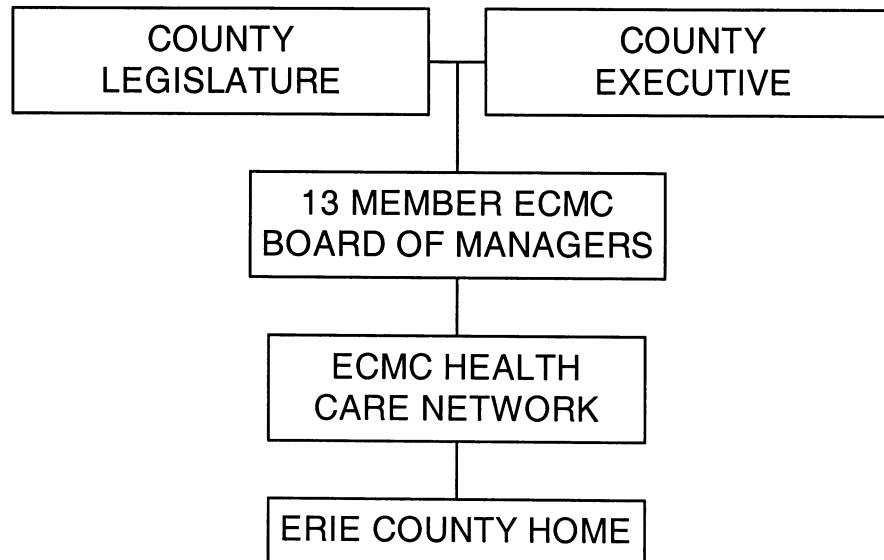 COUNTY
LEGISLATURE
COUNTY
EXECUTIVE
13 MEMBER ECMC
BOARD OF MANAGERS
ECMC HEALTH
CARE NETWORK
ERIE COUNTY HOME